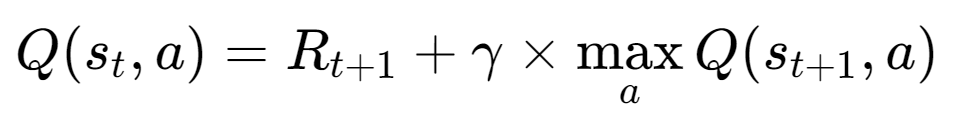 Q(s_t, a) = R_{t+1} + γ × max_a Q(s_{t+1}, a)